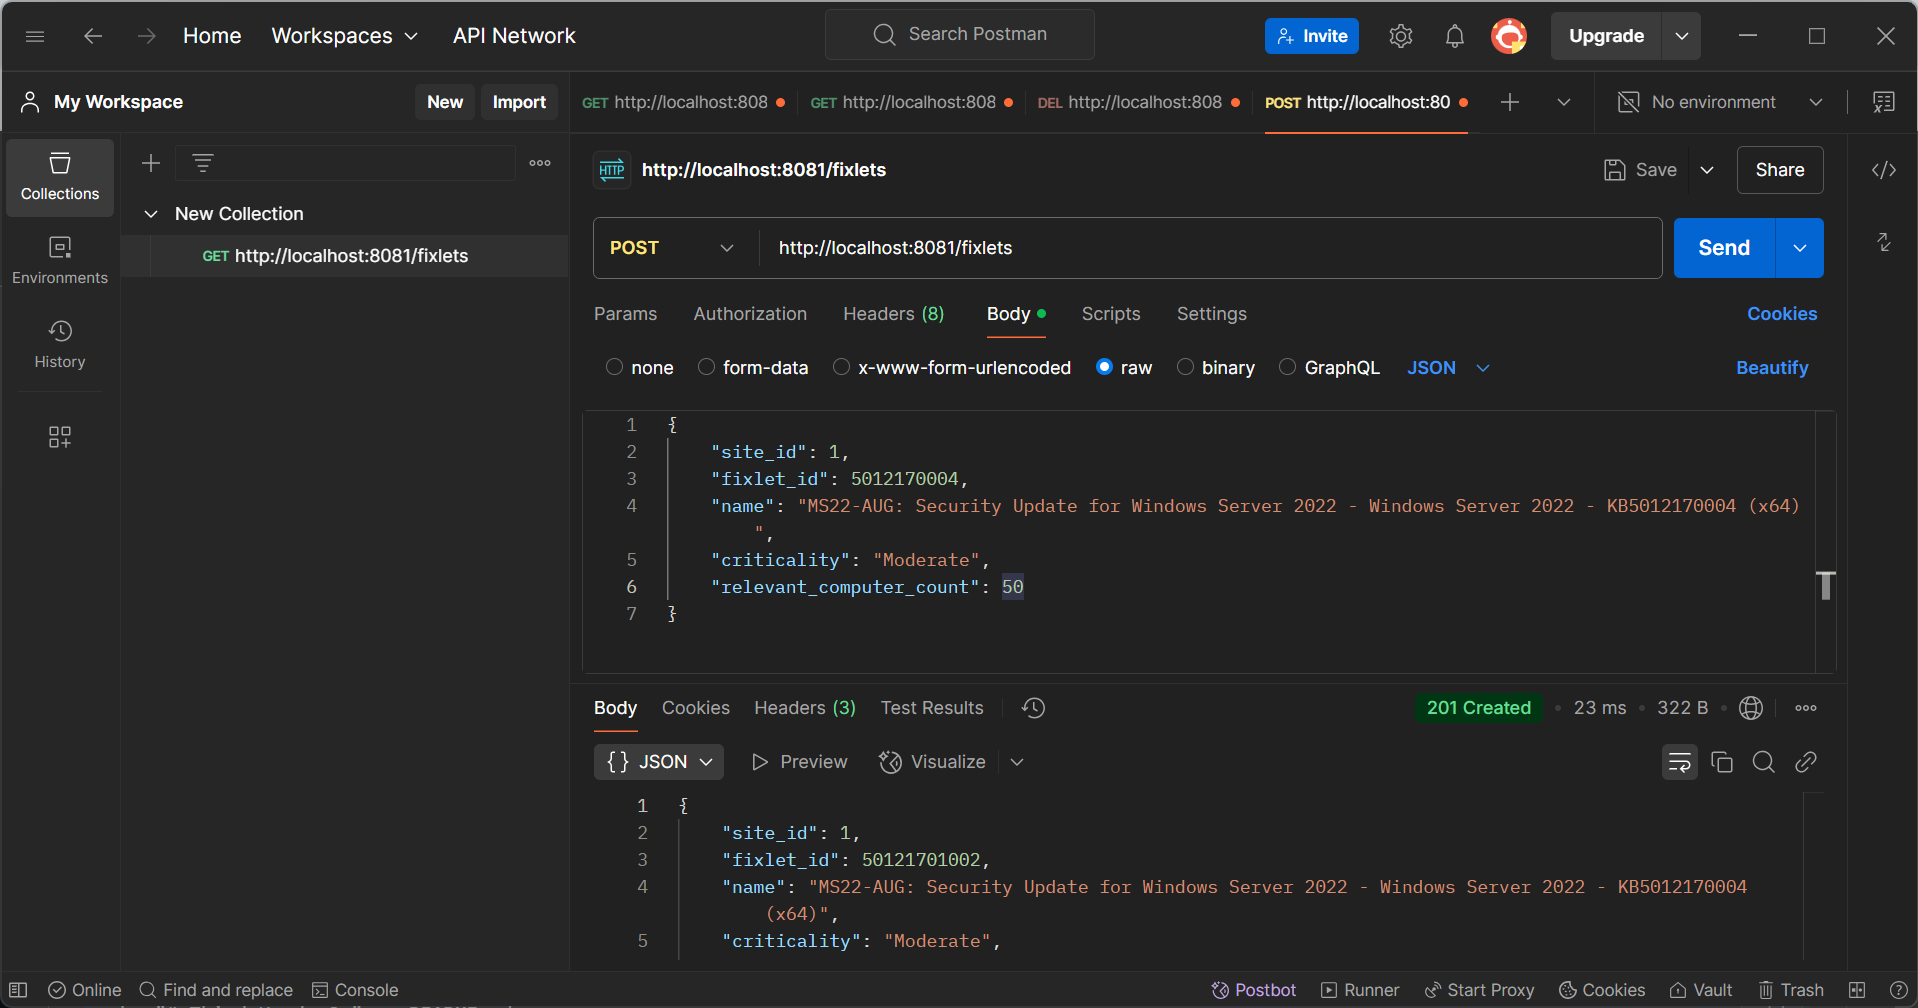 Home Workspaces API Network Search Postman Invite Upgrade
My Workspace New Import GET http://localhost:808 GET http://localhost:808 DEL http://localhost:808 POST http://localhost:80 No environment
Collections
Environments
History
New Collection
GET http://localhost:8081/fixlets
HTTP http://localhost:8081/fixlets Save Share
POST http://localhost:8081/fixlets Send
Params Authorization Headers (8) Body Scripts Settings Cookies
none form-data x-www-form-urlencoded raw binary GraphQL JSON Beautify
1 {
2 "site_id": 1,
3 "fixlet_id": 5012170004,
4 "name": "MS22-AUG: Security Update for Windows Server 2022 - Windows Server 2022 - KB5012170004 (x64)
",
5 "criticality": "Moderate",
6 "relevant_computer_count": 50
7 }
Body Cookies Headers (3) Test Results 201 Created 23 ms 322 B
{} JSON Preview Visualize
1 {
2 "site_id": 1,
3 "fixlet_id": 50121701002,
4 "name": "MS22-AUG: Security Update for Windows Server 2022 - Windows Server 2022 - KB5012170004
(x64)",
5 "criticality": "Moderate",
Online Find and replace Console Postbot Runner Start Proxy Cookies Vault Trash